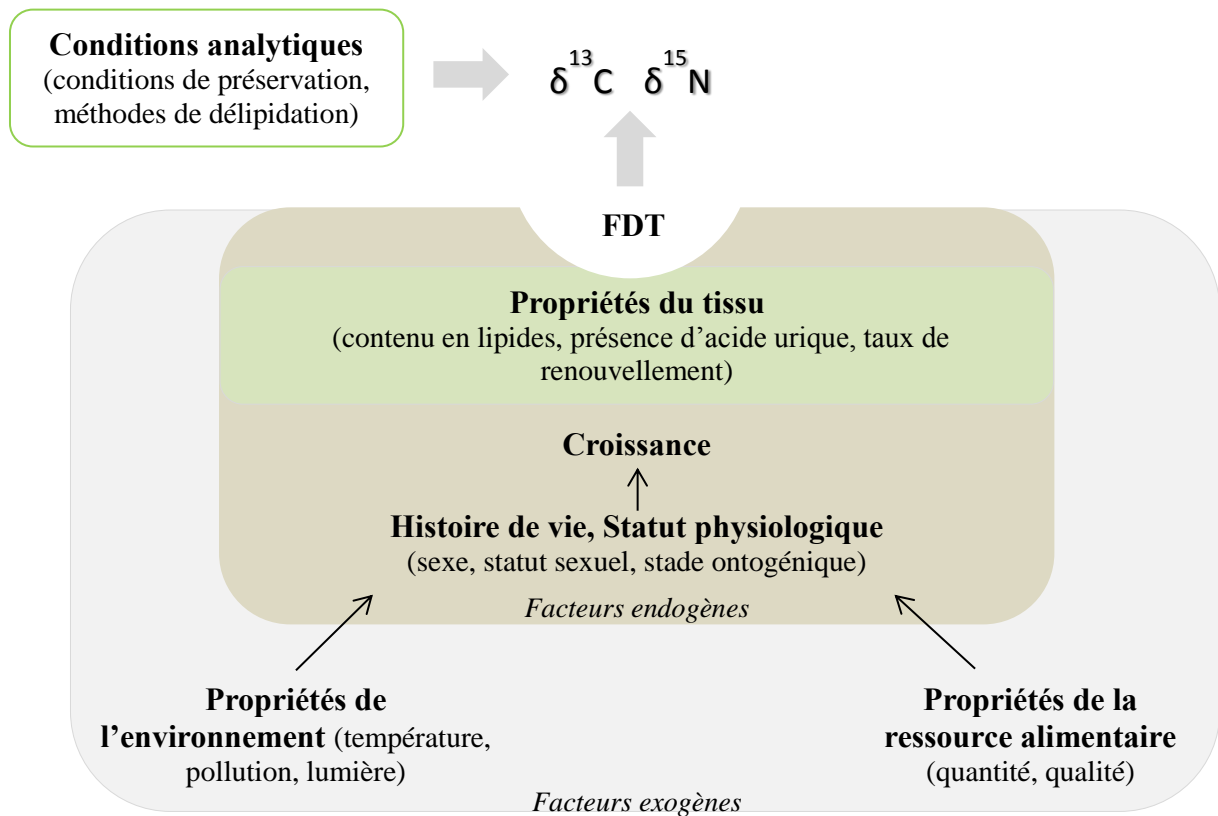 Conditions analytiques
(conditions de préservation,
méthodes de délipidation)
δ¹³C δ¹⁵N
FDT
Propriétés du tissu
(contenu en lipides, présence d’acide urique, taux de
renouvellement)
Croissance
Histoire de vie, Statut physiologique
(sexe, statut sexuel, stade ontogénique)
Facteurs endogènes
Propriétés de
l’environnement (température,
pollution, lumière)
Propriétés de la
ressource alimentaire
(quantité, qualité)
Facteurs exogènes